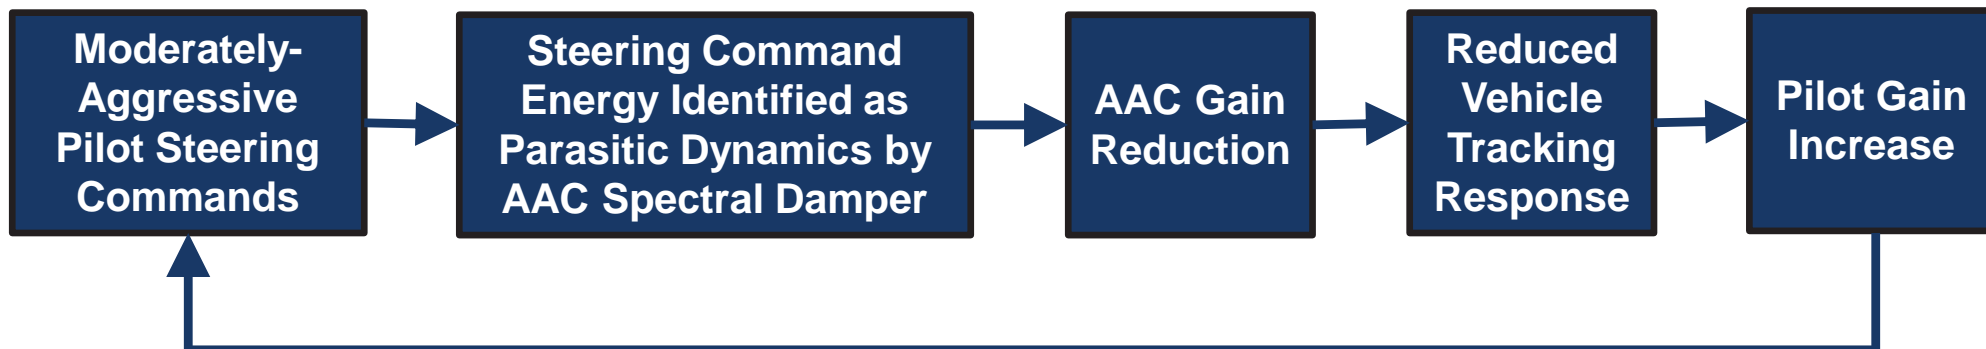 Moderately-
Aggressive
Pilot Steering
Commands
Steering Command
Energy Identified as
Parasitic Dynamics by
AAC Spectral Damper
AAC Gain
Reduction
Reduced
Vehicle
Tracking
Response
Pilot Gain
Increase